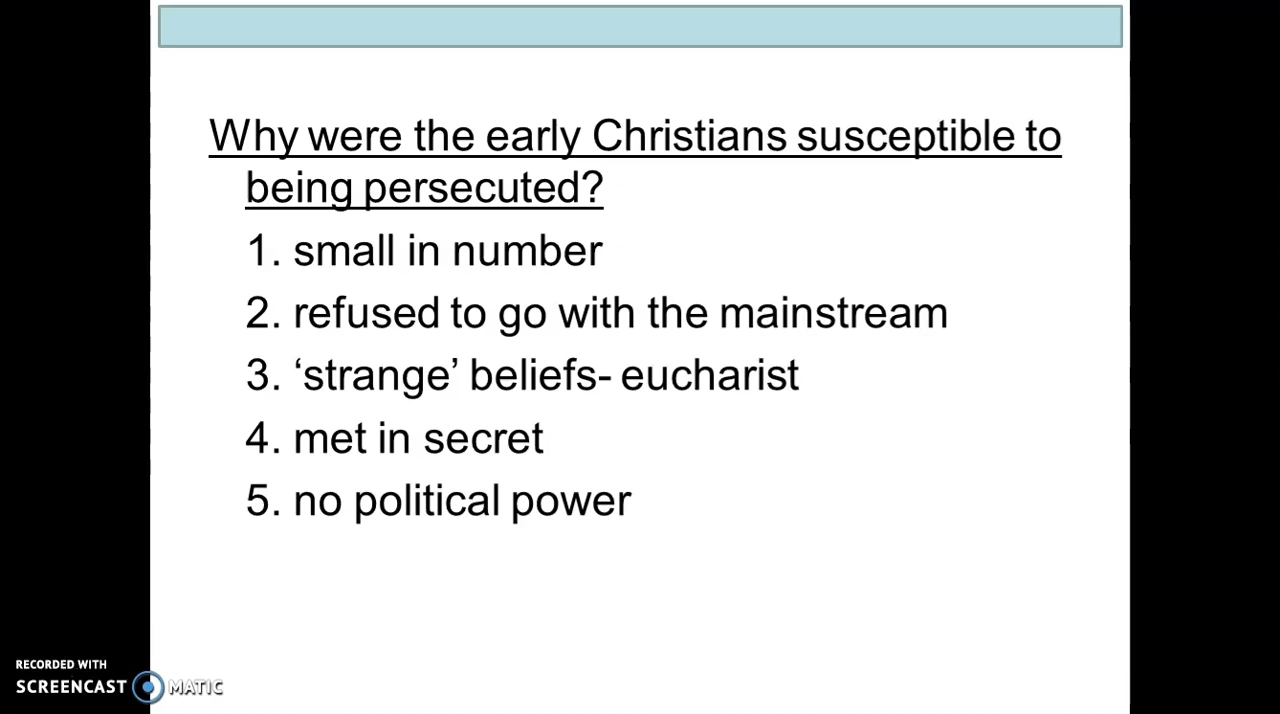 Why were the early Christians susceptible to
being persecuted?
1. small in number
2. refused to go with the mainstream
3. ‘strange’ beliefs- eucharist
4. met in secret
5. no political power
RECORDED WITH
SCREENCAST MATIC